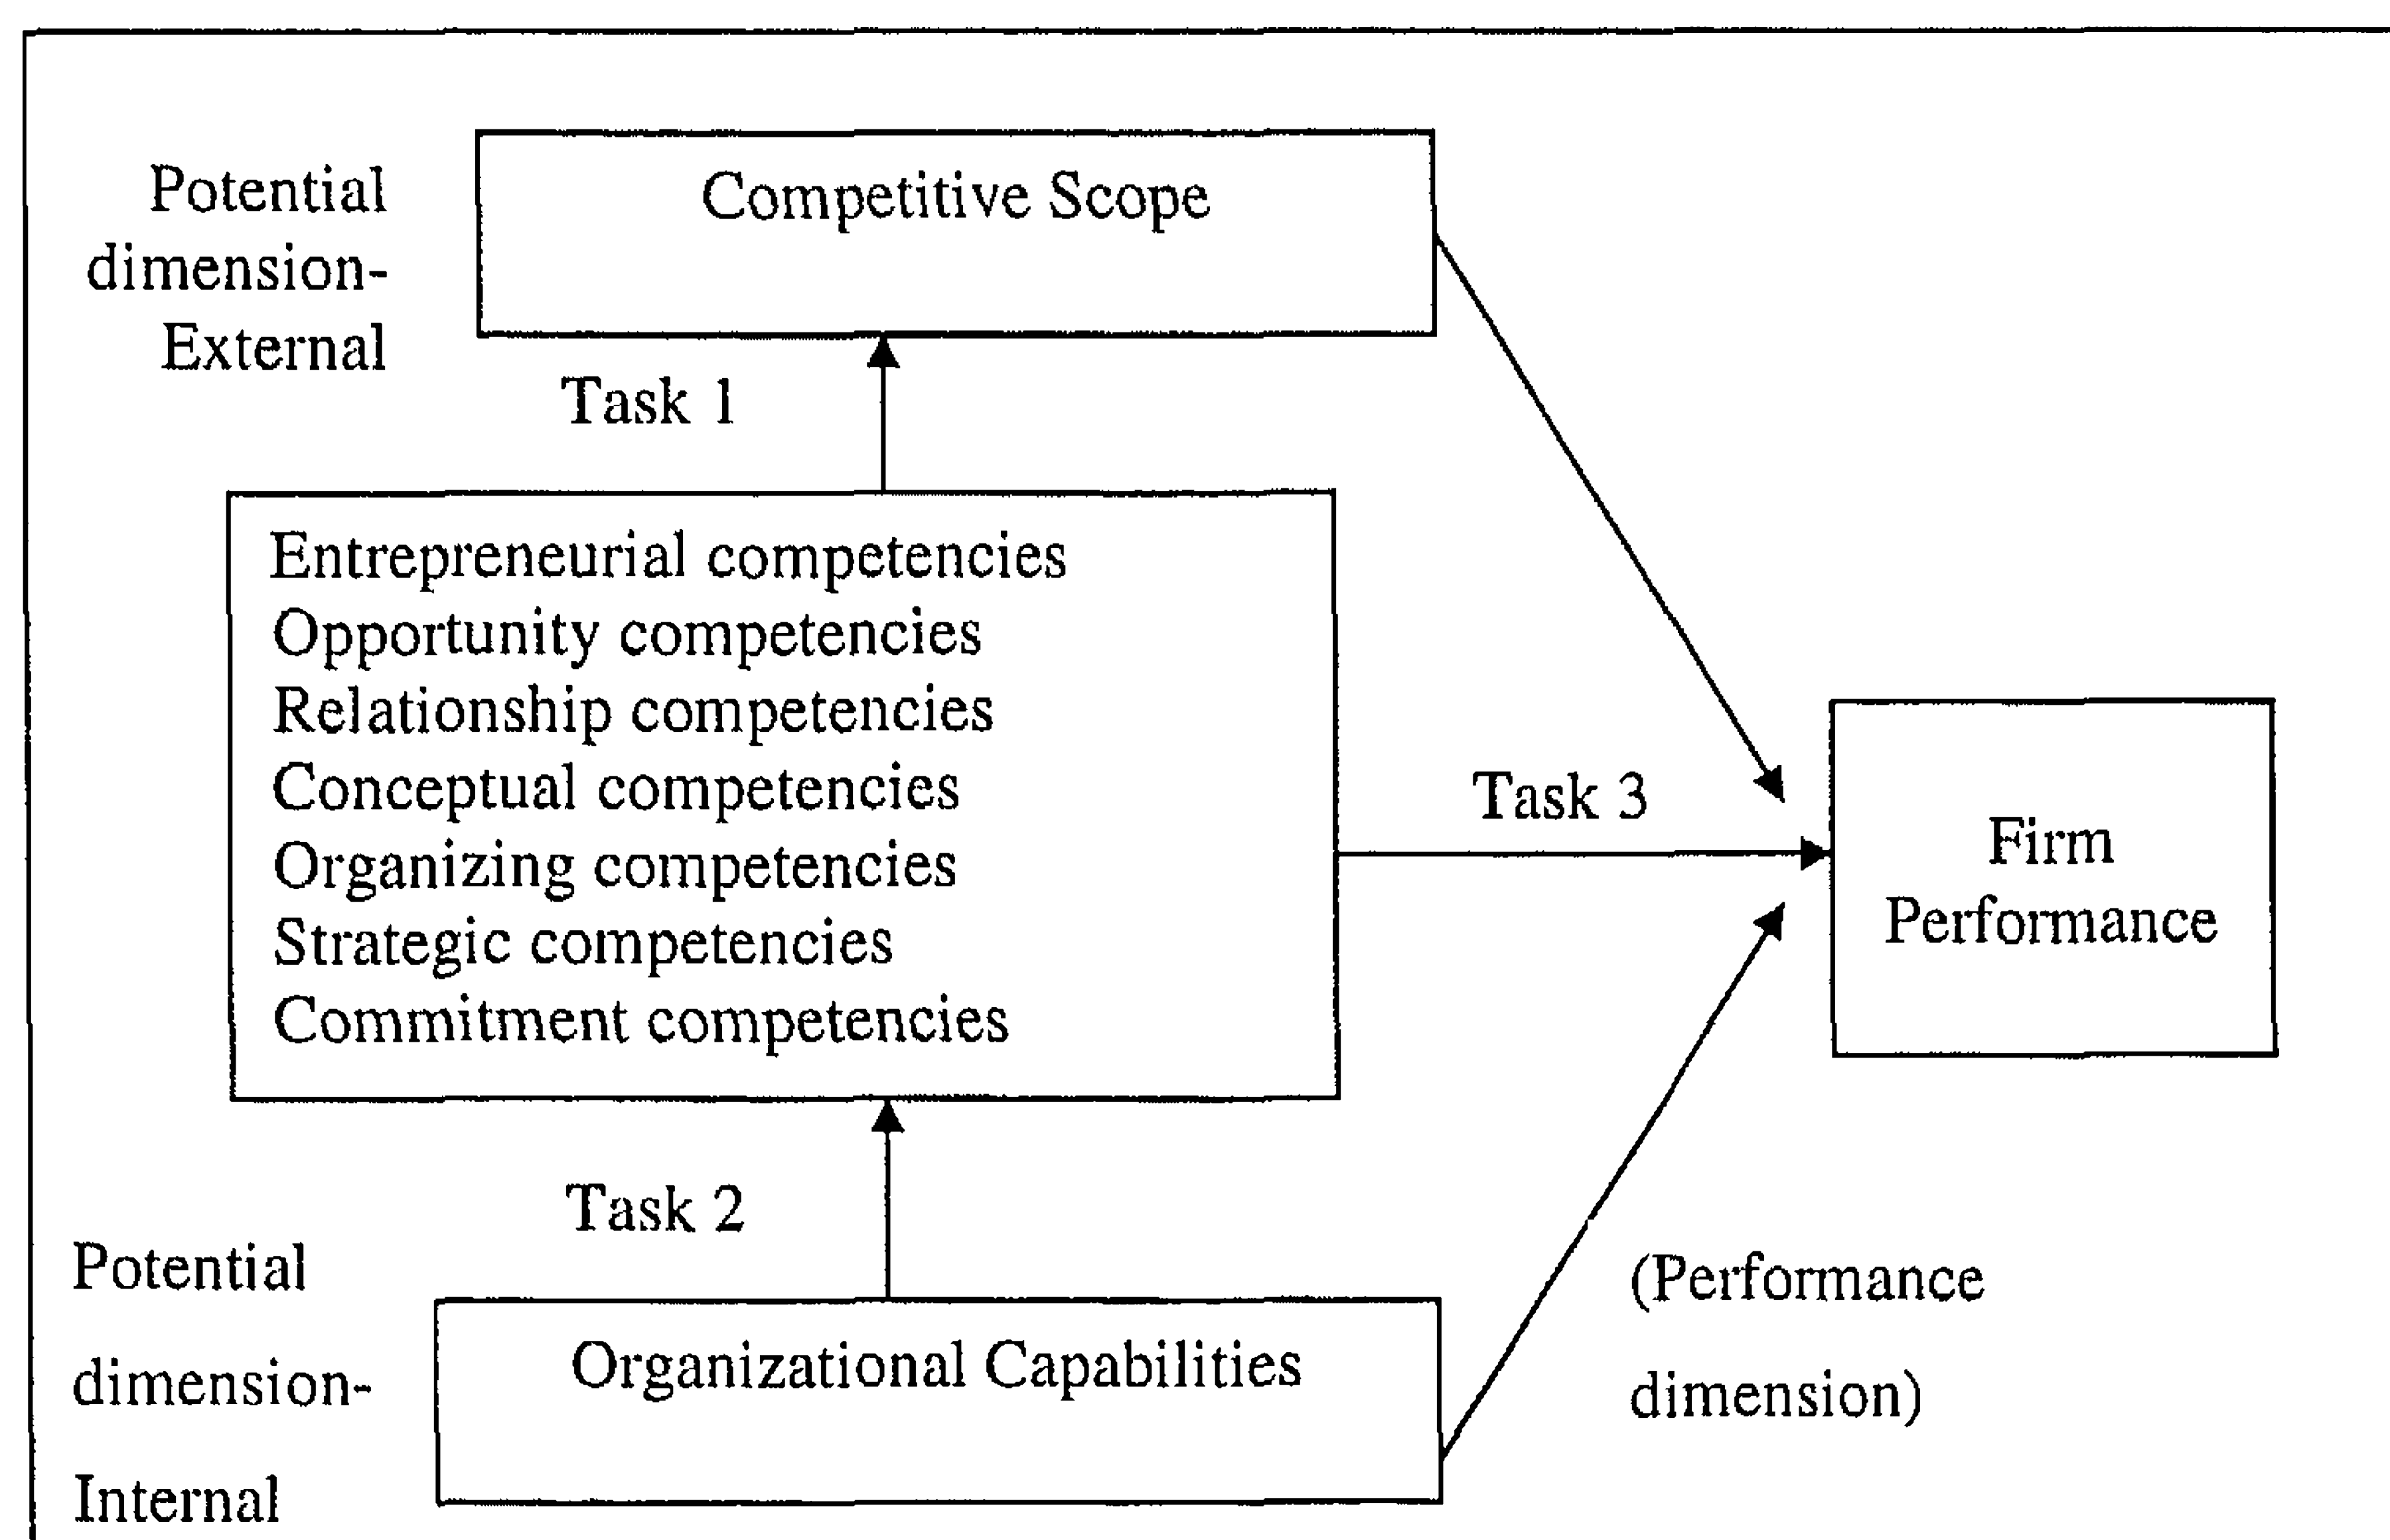 Potential
dimension-
External
Competitive Scope
Task 1
Entrepreneurial competencies
Opportunity competencies
Relationship competencies
Conceptual competencies
Organizing competencies
Strategic competencies
Commitment competencies
Task 3
Firm
Performance
Task 2
Potential
dimension-
Internal
Organizational Capabilities
(Performance
dimension)